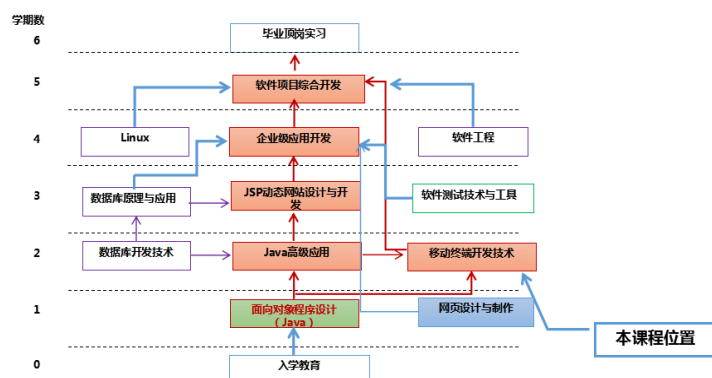 学期数
6
毕业顶岗实习
5
软件项目综合开发
4
Linux
企业级应用开发
软件工程
3
数据库原理与应用
JSP动态网站设计与开
发
软件测试技术与工具
2
数据库开发技术
Java高级应用
移动终端开发技术
1
面向对象程序设计
（Java）
网页设计与制作
本课程位置
0
入学教育